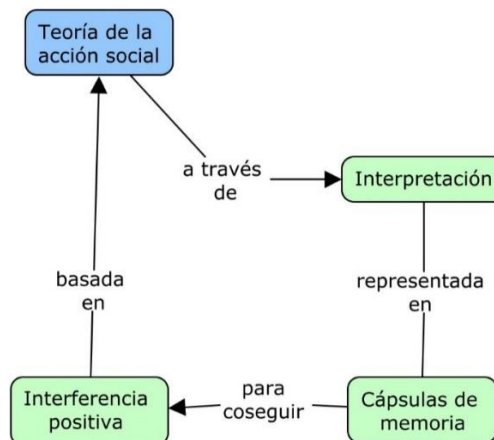 Teoría de la
acción social
a través
de
Interpretación
basada
en
representada
en
Interferencia
positiva
para
coseguir
Cápsulas de
memoria